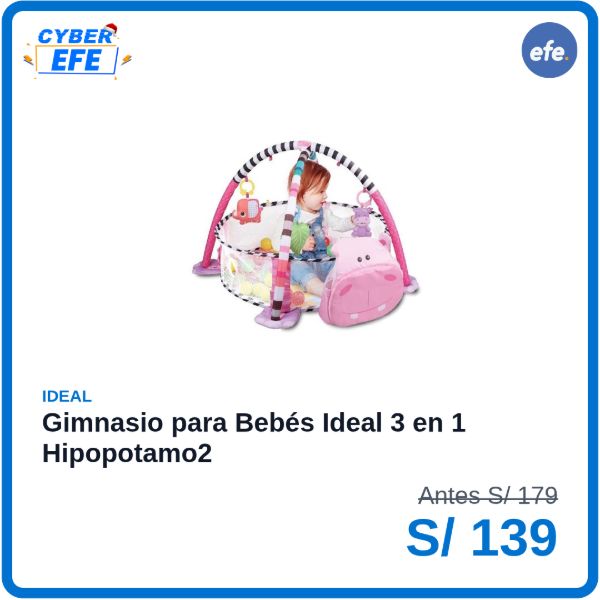 CYBER
EFE
efe.
IDEAL
Gimnasio para Bebés Ideal 3 en 1
Hipopotamo2
Antes S/ 179
S/ 139